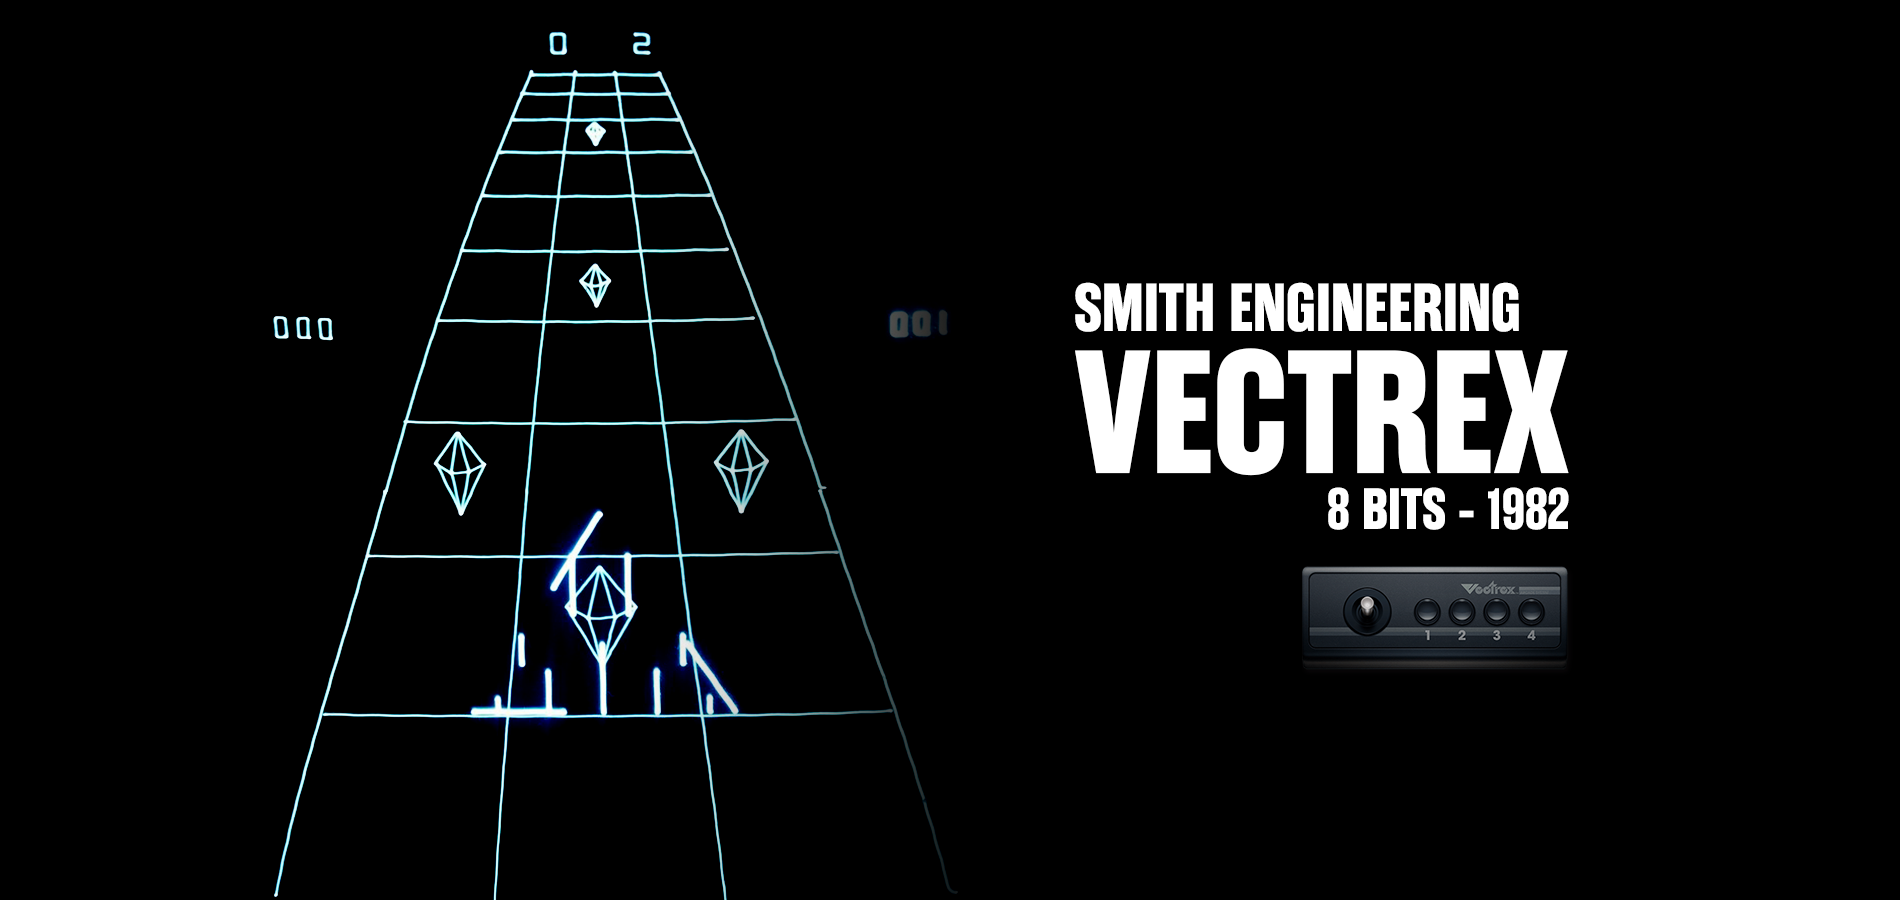 0 2
000
001
SMITH ENGINEERING
VECTREX
8 BITS - 1982
Vectrex
1 2 3 4